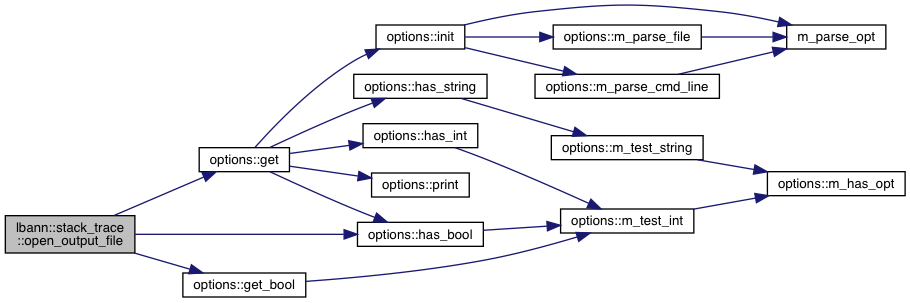 lbann::stack_trace
::open_output_file
options::get
options::init
options::m_parse_file
m_parse_opt
options::m_parse_cmd_line
options::has_string
options::has_int
options::print
options::has_bool
options::get_bool
options::m_test_string
options::m_test_int
options::m_has_opt